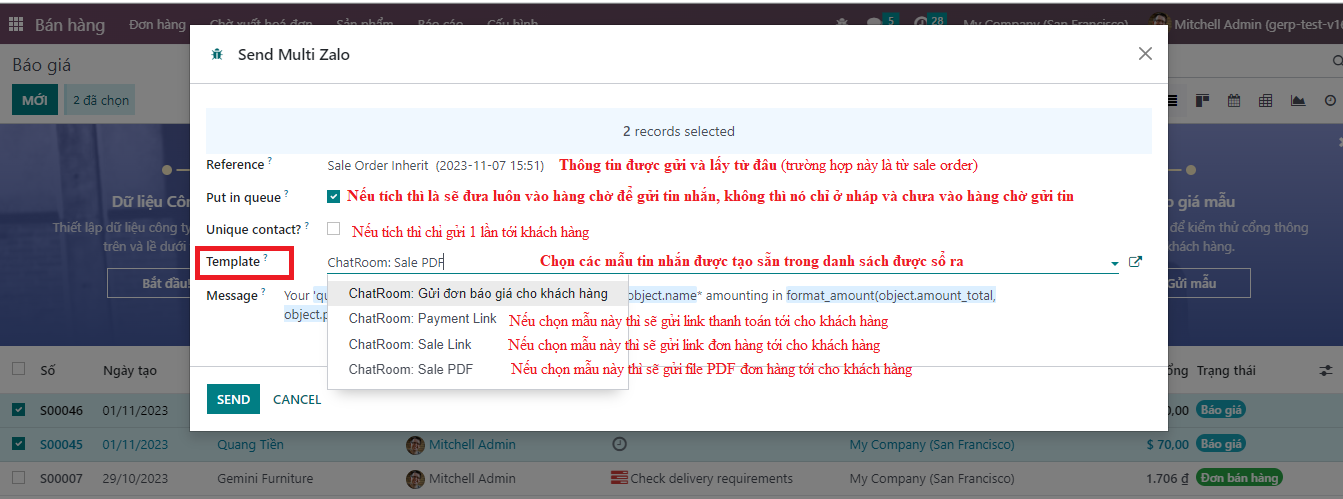 Bán hàng Đơn hàng Chờ xuất hoá đơn Sản phẩm Báo cáo Cấu hình 5 28 My Company (San Francisco) Mitchell Admin (gerp-test-v16
Send Multi Zalo
Báo giá
MỚI 2 đã chọn
2 records selected
Reference ? Sale Order Inherit (2023-11-07 15:51) Thông tin được gửi và lấy từ đâu (trường hợp này là từ sale order)
Put in queue ? Nếu tích thì là sẽ đưa luôn vào hàng chờ để gửi tin nhắn, không thì nó chỉ ở nháp và chưa vào hàng chờ gửi tin
Dữ liệu Côn
giá mẫu
Thiết lập dữ liệu công ty
để kiểm thử cổng thông
Unique contact? ? Nếu tích thì chỉ gửi 1 lần tới khách hàng
trên và lề dưới
khách hàng.
Template ? ChatRoom: Sale PDF Chọn các mẫu tin nhắn được tạo sẵn trong danh sách được sổ ra
Bắt đầu!
Gửi mẫu
Message ? Your 'qu
object.name* amounting in format_amount(object.amount_total,
object.p
ChatRoom: Gửi đơn báo giá cho khách hàng
ChatRoom: Payment Link Nếu chọn mẫu này thì sẽ gửi link thanh toán tới cho khách hàng
ChatRoom: Sale Link Nếu chọn mẫu này thì sẽ gửi link đơn hàng tới cho khách hàng
ChatRoom: Sale PDF Nếu chọn mẫu này thì sẽ gửi file PDF đơn hàng tới cho khách hàng
Số Ngày tạo ổng Trạng thái
SEND CANCEL
S00046 01/11/2023 0,00 Báo giá
S00045 01/11/2023 Quang Tiền Mitchell Admin My Company (San Francisco) $ 70,00 Báo giá
S00007 29/10/2023 Gemini Furniture Mitchell Admin Check delivery requirements My Company (San Francisco) 1.706 ₫ Đơn bán hàng